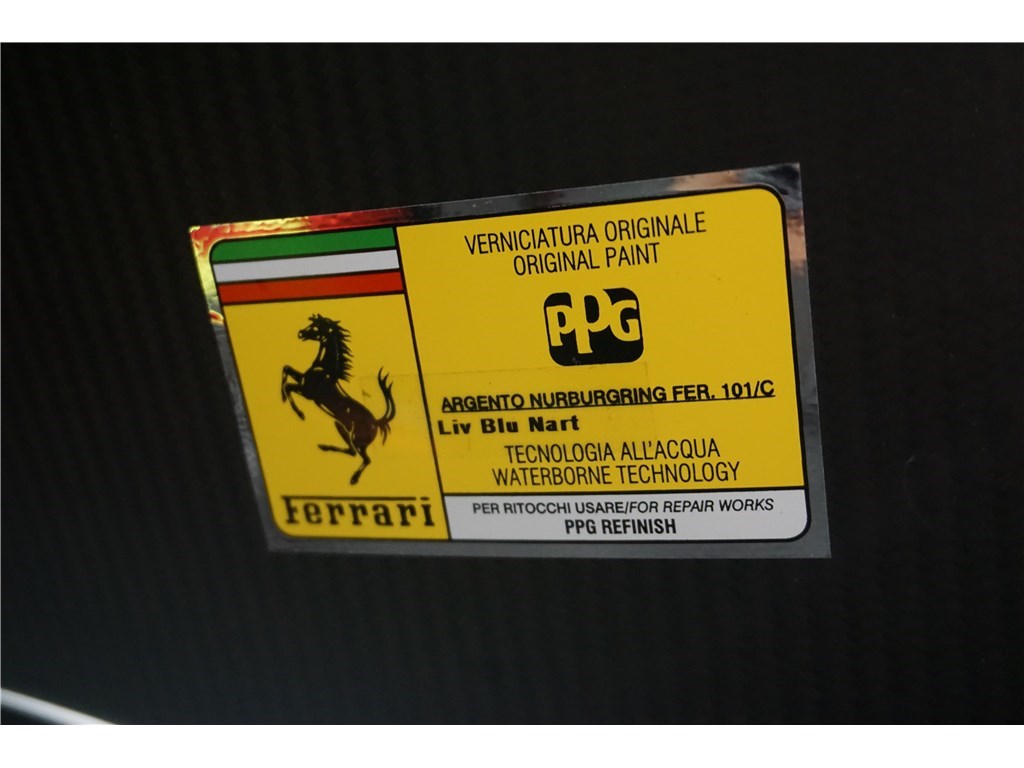 VERNICIATURA ORIGINALE
ORIGINAL PAINT
PPG
ARGENTO NURBURGRING FER. 101/C
Liv Blu Nart
TECNOLOGIA ALL'ACQUA
WATERBORNE TECHNOLOGY
Ferrari
PER RITOCCHI USARE/FOR REPAIR WORKS
PPG REFINISH